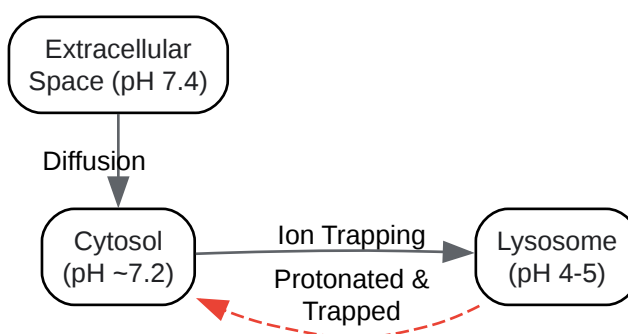 Extracellular
Space (pH 7.4)
Diffusion
Cytosol
(pH ~7.2)
Ion Trapping
Protonated &
Trapped
Lysosome
(pH 4-5)